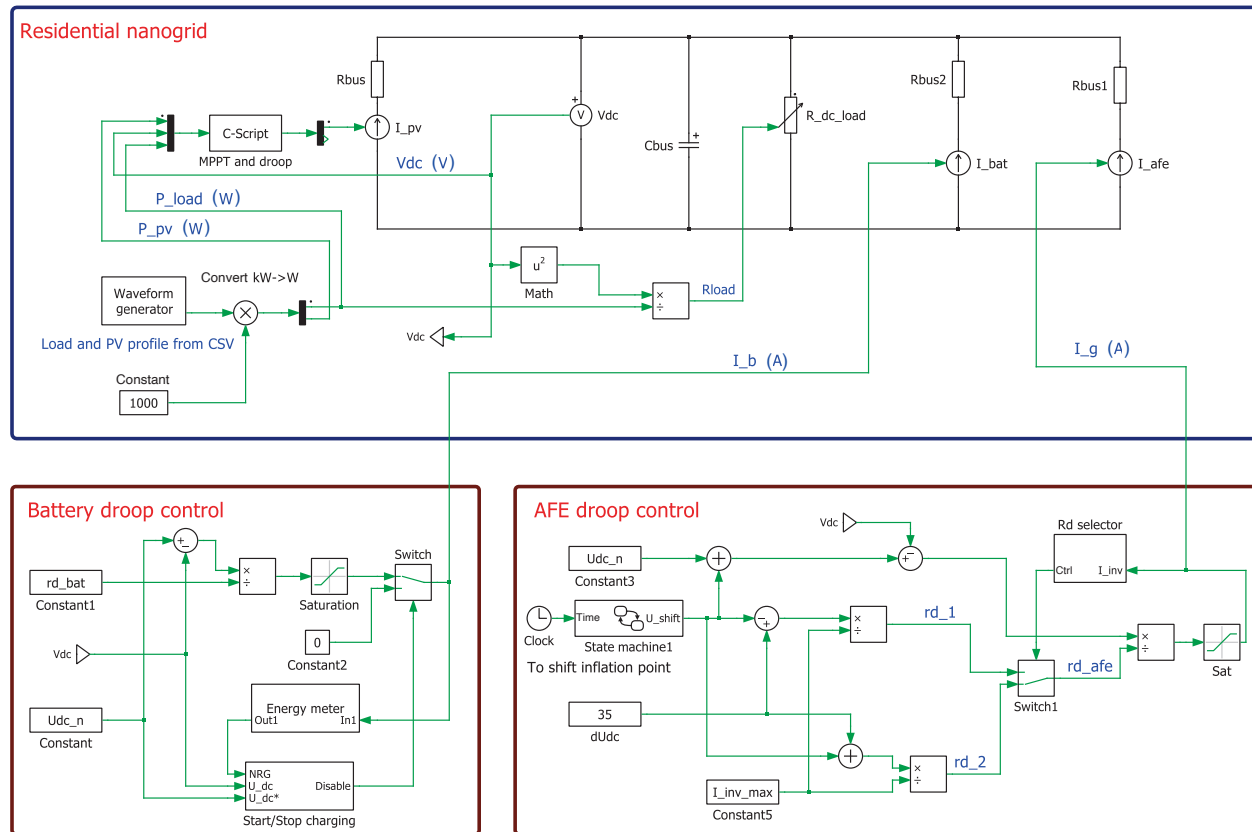 Residential nanogrid
Rbus
I_pv
C-Script
MPPT and droop
+
V
Vdc
Cbus
+
R_dc_load
Rbus2
I_bat
Rbus1
I_afe
Vdc (V)
P_load (W)
P_pv (W)
Convert kW->W
Waveform
generator
×
Load and PV profile from CSV
Constant
1000
u²
Math
×
÷
Rload
Vdc
I_b (A)
I_g (A)
Battery droop control
+
−
rd_bat
Constant1
×
÷
Saturation
Switch
0
Constant2
Vdc
Udc_n
Constant
Energy meter
Out1
In1
NRG
U_dc
U_dc*
Disable
Start/Stop charging
AFE droop control
Vdc
Udc_n
Constant3
+
+
−
Rd selector
Ctrl
I_inv
Clock
Time
U_shift
State machine1
To shift inflation point
−
+
×
÷
rd_1
35
dUdc
+
×
÷
rd_2
I_inv_max
Constant5
Switch1
rd_afe
×
÷
Sat